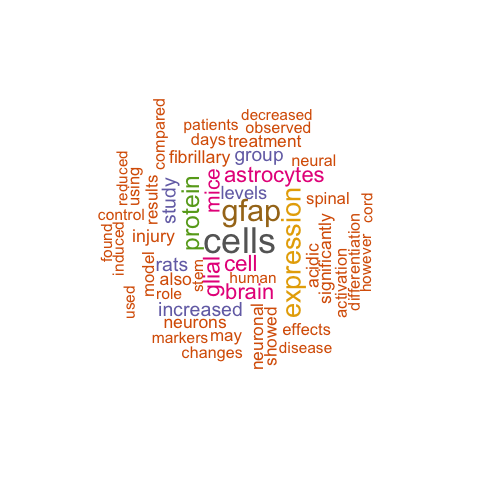 decreased
patients
observed
days
treatment
compared
fibrillary
group
neural
reduced
using
results
study
protein
mice
astrocytes
levels
gfap
expression
spinal
cord
control
found
induced
injury
cells
acidic
significantly
activation
differentiation
however
model
rats
also
stem
glial
cell
human
brain
used
role
increased
neurons
may
neuronal
showed
effects
markers
changes
disease